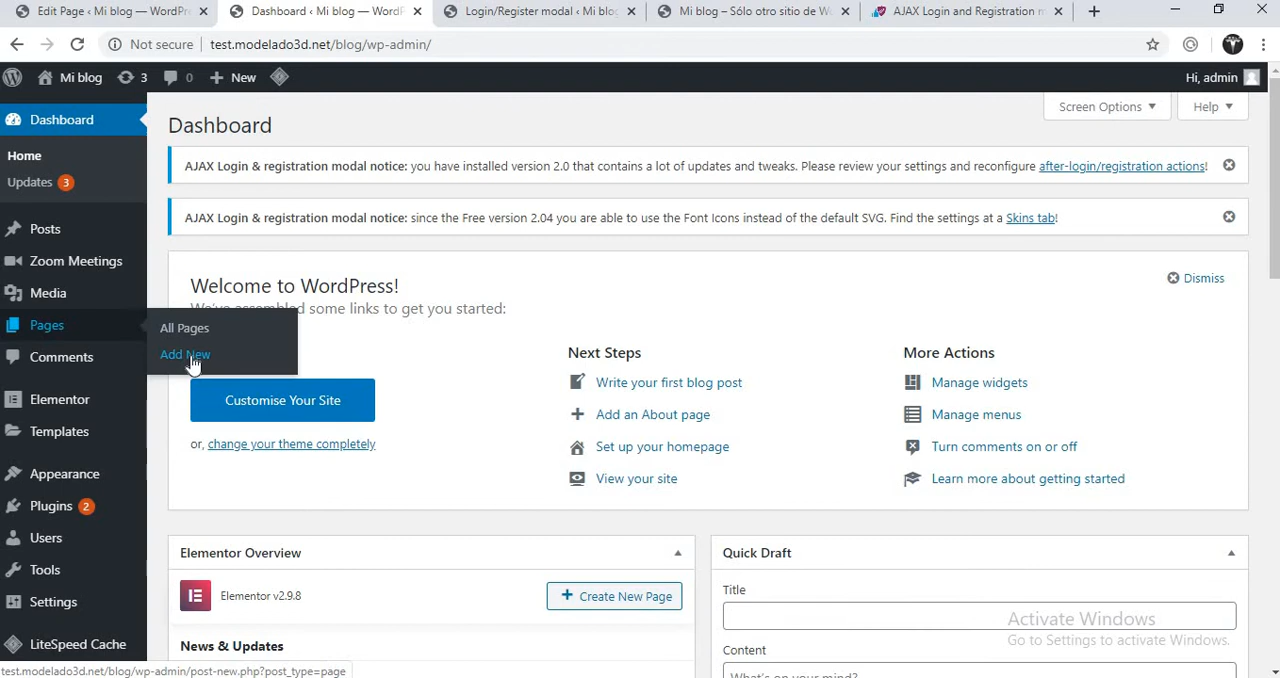 Edit Page ‹ Mi blog — WordPr
Dashboard ‹ Mi blog — WordP
Login/Register modal ‹ Mi blo
Mi blog – Sólo otro sitio de W
AJAX Login and Registration m
Not secure
test.modelado3d.net/blog/wp-admin/
Mi blog
3
0
New
Hi, admin
Dashboard
Home
Updates 3
Posts
Zoom Meetings
Media
Pages
Comments
Elementor
Templates
Appearance
Plugins 2
Users
Tools
Settings
LiteSpeed Cache
All Pages
Add New
Dashboard
Screen Options
Help
AJAX Login & registration modal notice: you have installed version 2.0 that contains a lot of updates and tweaks. Please review your settings and reconfigure after-login/registration actions!
AJAX Login & registration modal notice: since the Free version 2.04 you are able to use the Font Icons instead of the default SVG. Find the settings at a Skins tab!
Welcome to WordPress!
Dismiss
We've assembled some links to get you started:
Customise Your Site
or, change your theme completely
Next Steps
Write your first blog post
Add an About page
Set up your homepage
View your site
More Actions
Manage widgets
Manage menus
Turn comments on or off
Learn more about getting started
Elementor Overview
Elementor v2.9.8
Create New Page
News & Updates
Quick Draft
Title
Content
What's on your mind?
Activate Windows
Go to Settings to activate Windows.
test.modelado3d.net/blog/wp-admin/post-new.php?post_type=page